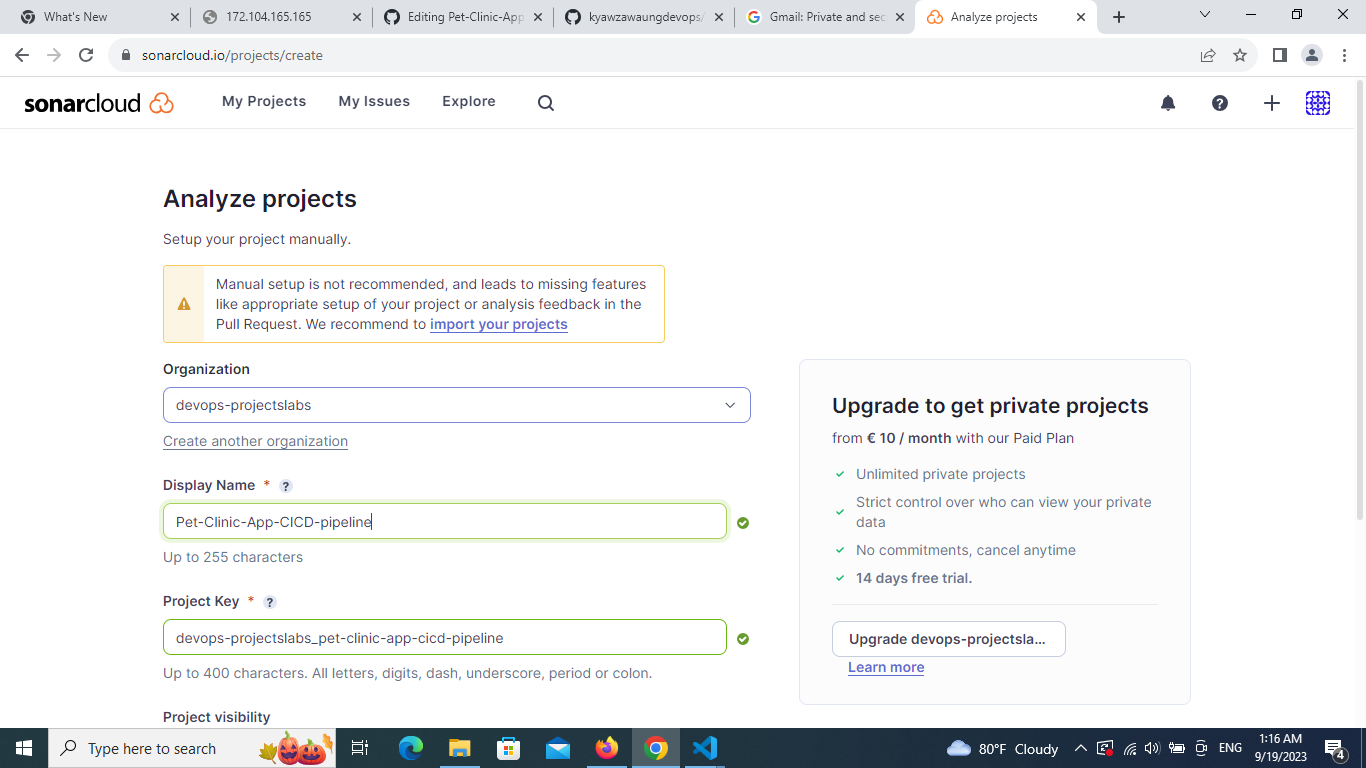 What's New
172.104.165.165
Editing Pet-Clinic-App
kyawzawaungdevops/
Gmail: Private and sec
Analyze projects
sonarcloud.io/projects/create
sonarcloud
My Projects
My Issues
Explore
Analyze projects
Setup your project manually.
Manual setup is not recommended, and leads to missing features
like appropriate setup of your project or analysis feedback in the
Pull Request. We recommend to import your projects
Organization
devops-projectslabs
Create another organization
Display Name * ?
Pet-Clinic-App-CICD-pipeline
Up to 255 characters
Project Key * ?
devops-projectslabs_pet-clinic-app-cicd-pipeline
Up to 400 characters. All letters, digits, dash, underscore, period or colon.
Project visibility
Upgrade to get private projects
from € 10 / month with our Paid Plan
Unlimited private projects
Strict control over who can view your private
data
No commitments, cancel anytime
14 days free trial.
Upgrade devops-projectsla...
Learn more
Type here to search
80°F Cloudy
ENG
1:16 AM
9/19/2023
4